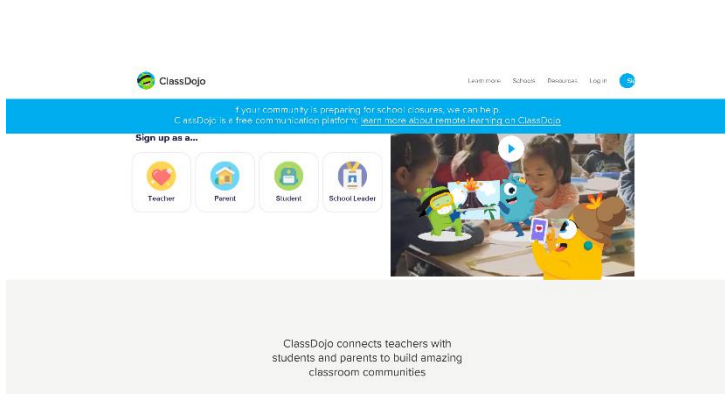 ClassDojo
Learn more Schools Resources Log in
f your community is preparing for school closures, we can help.
ClassDojo is a free communication platform; learn more about remote learning on ClassDojo
Sign up as a...
Teacher Parent Student School Leader
ClassDojo connects teachers with
students and parents to build amazing
classroom communities